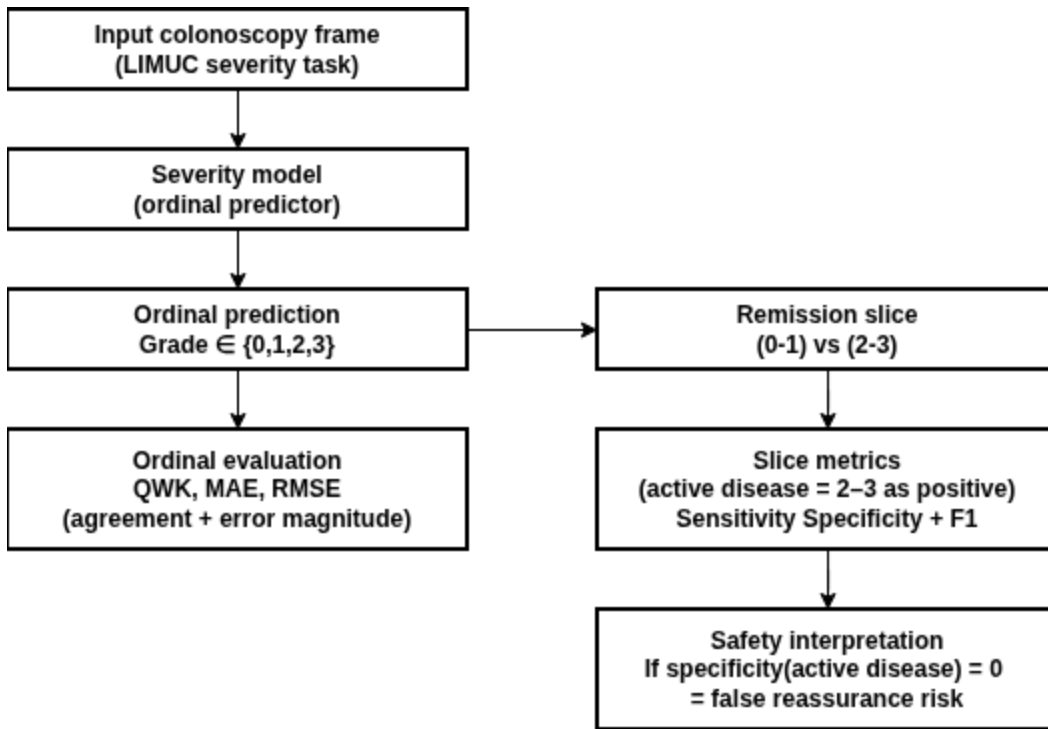 Input colonoscopy frame
(LIMUC severity task)
Severity model
(ordinal predictor)
Ordinal prediction
Grade ∈ {0,1,2,3}
Ordinal evaluation
QWK, MAE, RMSE
(agreement + error magnitude)
Remission slice
(0-1) vs (2-3)
Slice metrics
(active disease = 2–3 as positive)
Sensitivity Specificity + F1
Safety interpretation
If specificity(active disease) = 0
= false reassurance risk